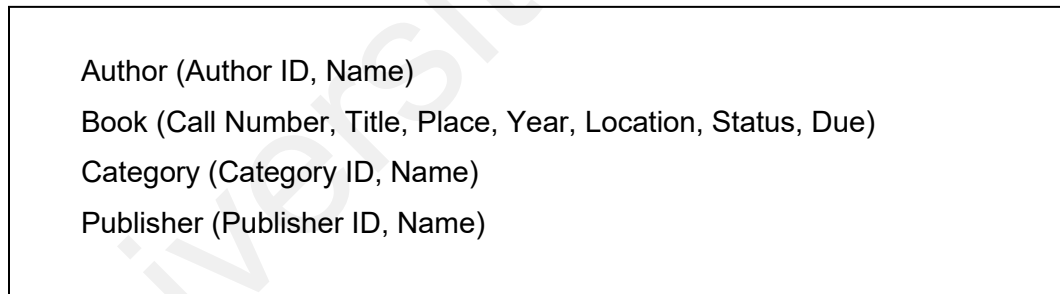 Author (Author ID, Name)
Book (Call Number, Title, Place, Year, Location, Status, Due)
Category (Category ID, Name)
Publisher (Publisher ID, Name)